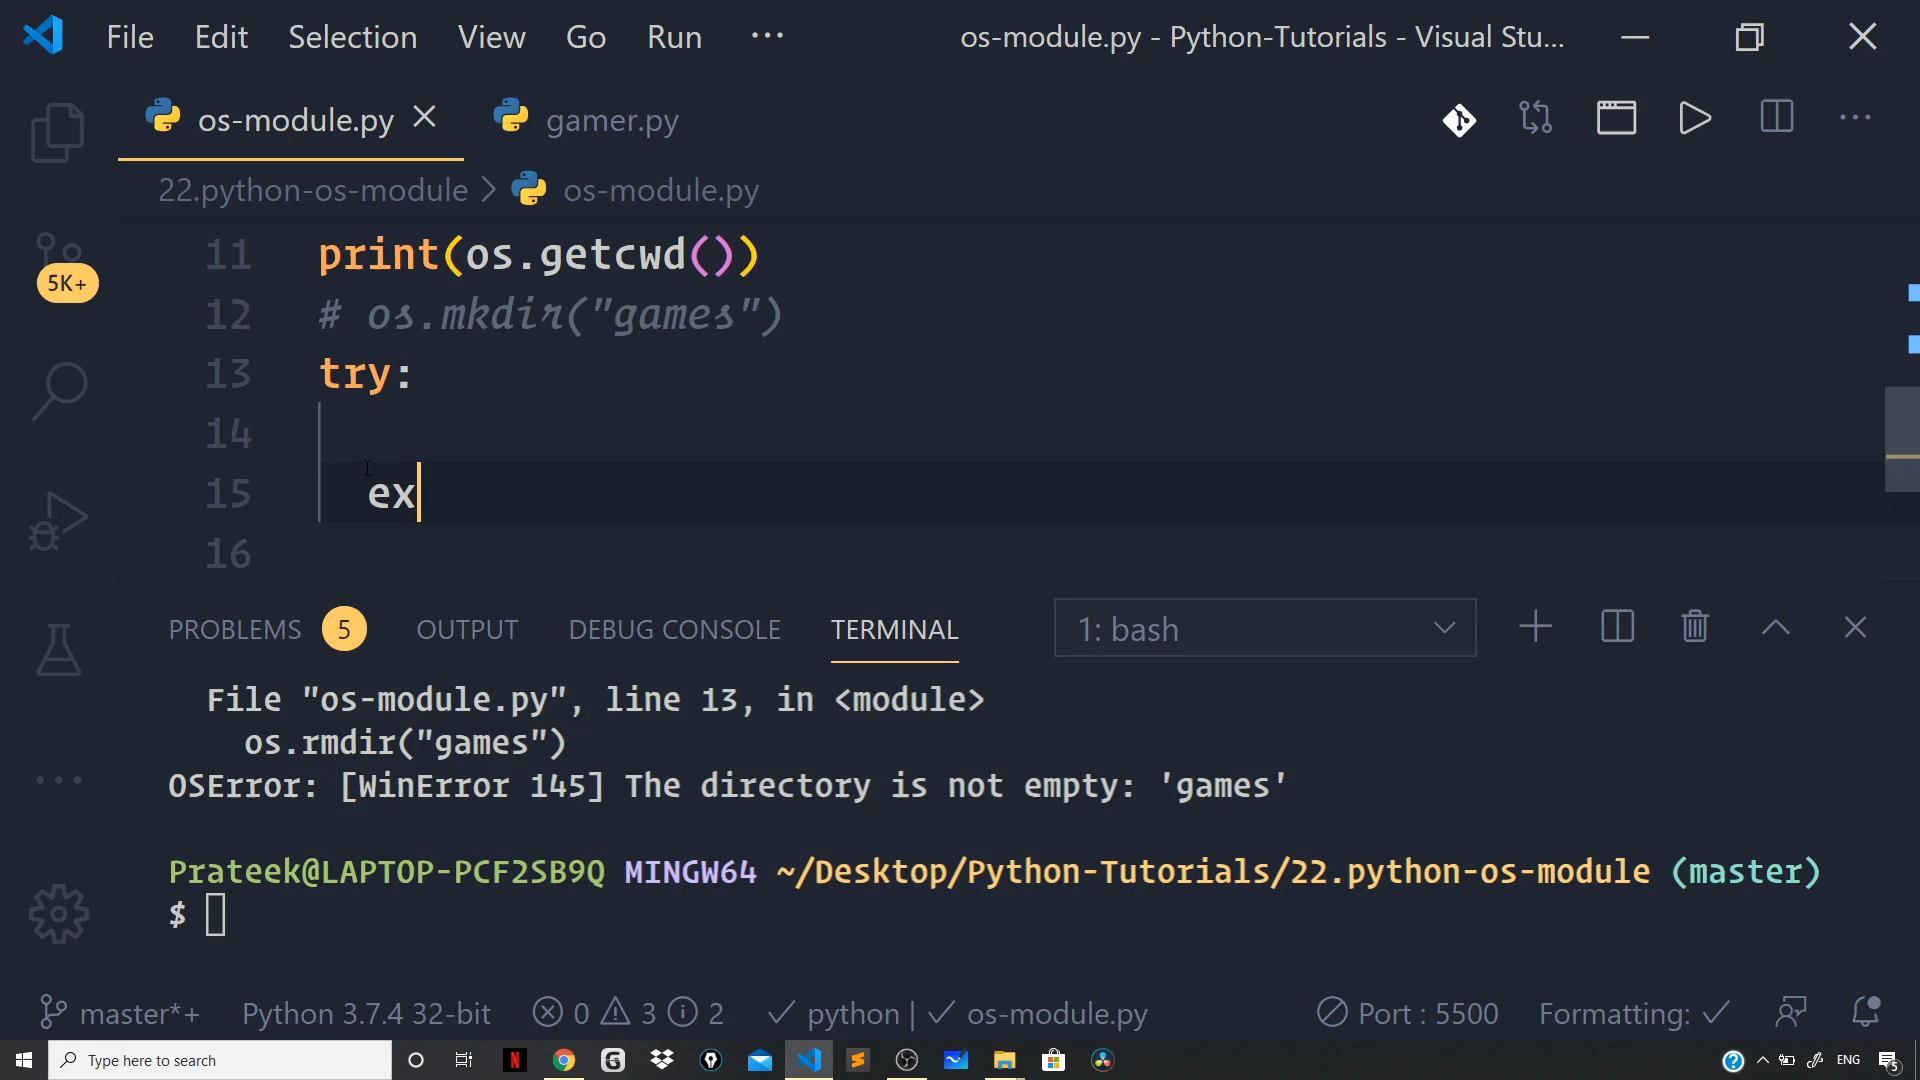 File Edit Selection View Go Run ... os-module.py - Python-Tutorials - Visual Stu...
os-module.py gamer.py
22.python-os-module > os-module.py
5K+
11 print(os.getcwd())
12 # os.mkdir("games")
13 try:
14
15 ex
16
PROBLEMS 5 OUTPUT DEBUG CONSOLE TERMINAL 1: bash
File "os-module.py", line 13, in <module>
os.rmdir("games")
OSError: [WinError 145] The directory is not empty: 'games'
Prateek@LAPTOP-PCF2SB9Q MINGW64 ~/Desktop/Python-Tutorials/22.python-os-module (master)
$
master*+ Python 3.7.4 32-bit 0 3 2 python | os-module.py Port : 5500 Formatting:
Type here to search N G ENG 5